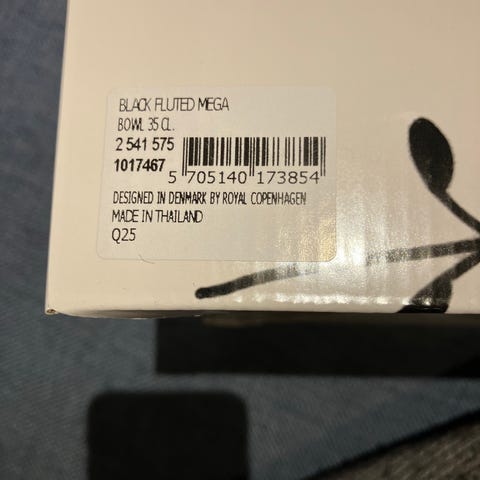 BLACK FLUTED MEGA
BOWL 35 CL.
2 541 575
1017467
5 705140 173854
DESIGNED IN DENMARK BY ROYAL COPENHAGEN
MADE IN THAILAND
Q25